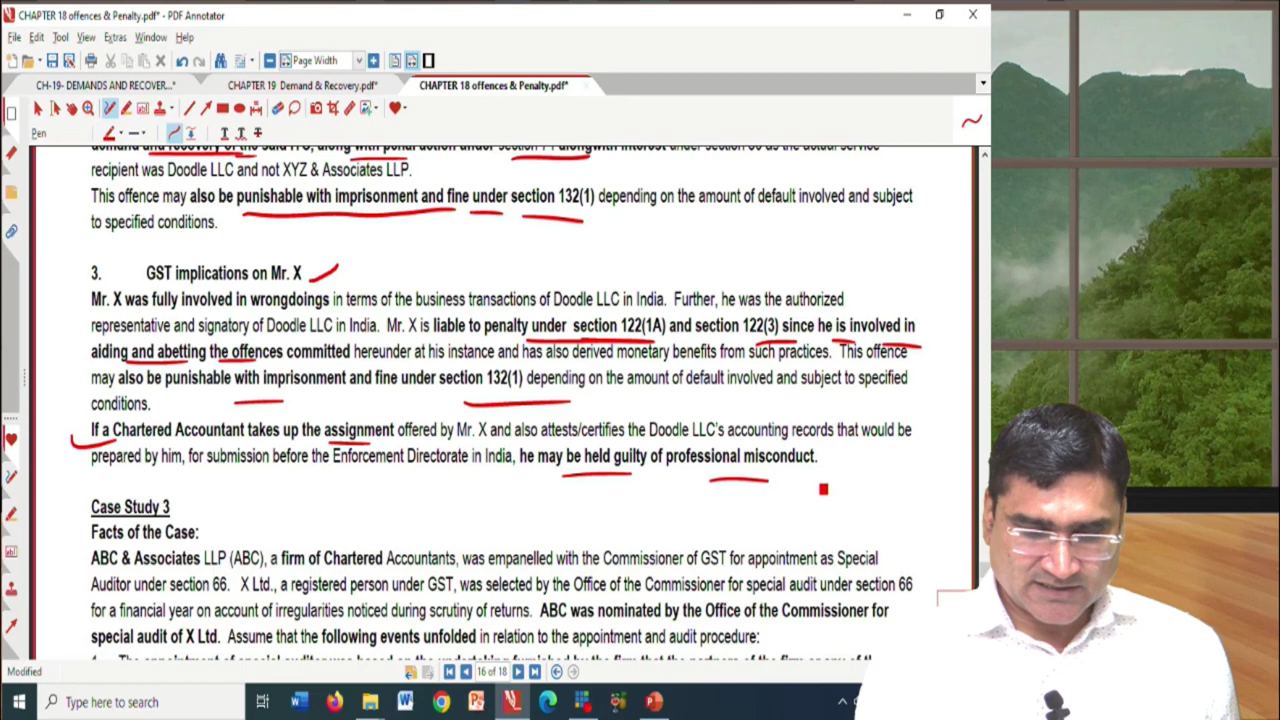 CHAPTER 18 offences & Penalty.pdf* - PDF Annotator
File Edit Tool View Extras Window Help
Page Width
CH-19- DEMANDS AND RECOVER...* CHAPTER 19 Demand & Recovery.pdf* CHAPTER 18 offences & Penalty.pdf*
Pen
recipient was Doodle LLC and not XYZ & Associates LLP.
This offence may also be punishable with imprisonment and fine under section 132(1) depending on the amount of default involved and subject
to specified conditions.
3. GST implications on Mr. X
Mr. X was fully involved in wrongdoings in terms of the business transactions of Doodle LLC in India. Further, he was the authorized
representative and signatory of Doodle LLC in India. Mr. X is liable to penalty under section 122(1A) and section 122(3) since he is involved in
aiding and abetting the offences committed hereunder at his instance and has also derived monetary benefits from such practices. This offence
may also be punishable with imprisonment and fine under section 132(1) depending on the amount of default involved and subject to specified
conditions.
If a Chartered Accountant takes up the assignment offered by Mr. X and also attests/certifies the Doodle LLC's accounting records that would be
prepared by him, for submission before the Enforcement Directorate in India, he may be held guilty of professional misconduct.
Case Study 3
Facts of the Case:
ABC & Associates LLP (ABC), a firm of Chartered Accountants, was empanelled with the Commissioner of GST for appointment as Special
Auditor under section 66. X Ltd., a registered person under GST, was selected by the Office of the Commissioner for special audit under section 66
for a financial year on account of irregularities noticed during scrutiny of returns. ABC was nominated by the Office of the Commissioner for
special audit of X Ltd. Assume that the following events unfolded in relation to the appointment and audit procedure:
Modified
16 of 18
Type here to search